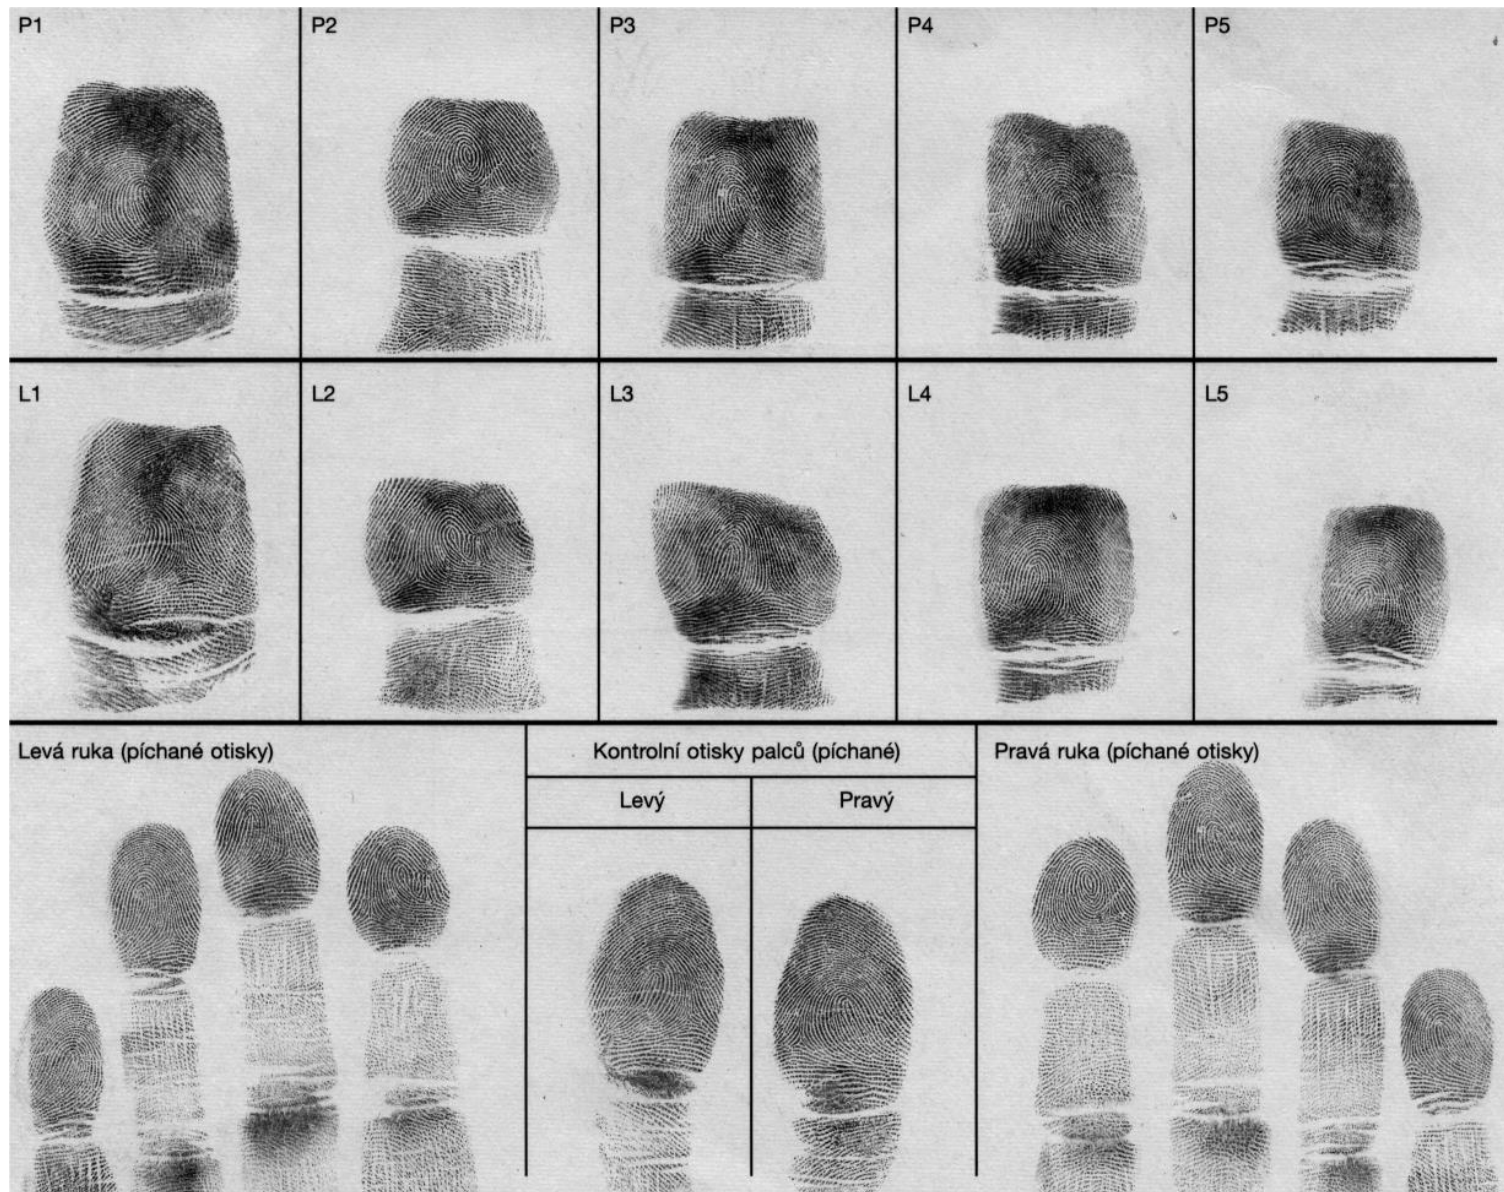 P1
P2
P3
P4
P5
L1
L2
L3
L4
L5
Levá ruka (píchané otisky)
Kontrolní otisky palců (píchané)
Pravá ruka (píchané otisky)
Levý
Pravý